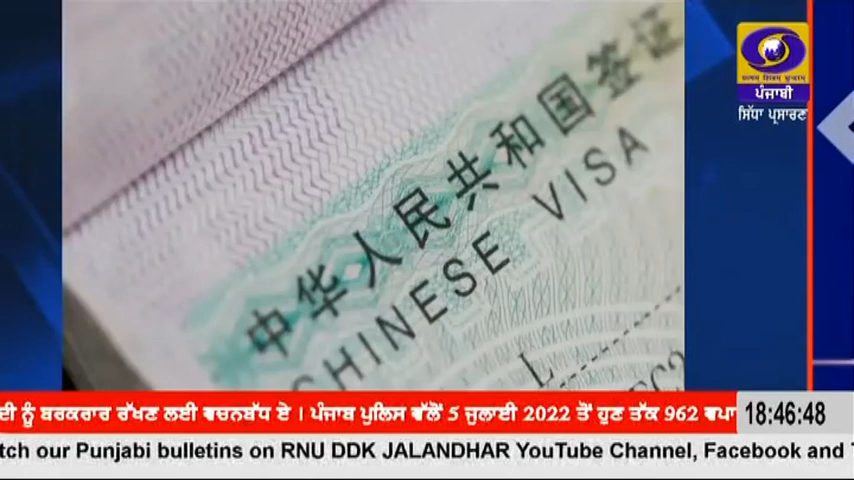 中华人民共和国签证
CHINESE VISA
ਪੰਜਾਬੀ
ਸਿੱਧਾ ਪ੍ਰਸਾਰਣ
ਦੀ ਨੂੰ ਬਰਕਰਾਰ ਰੱਖਣ ਲਈ ਵਚਨਬੱਧ ਏ । ਪੰਜਾਬ ਪੁਲਿਸ ਵੱਲੋਂ 5 ਜੁਲਾਈ 2022 ਤੋਂ ਹੁਣ ਤੱਕ 962 ਵਪਾ
18:46:48
tch our Punjabi bulletins on RNU DDK JALANDHAR YouTube Channel, Facebook and